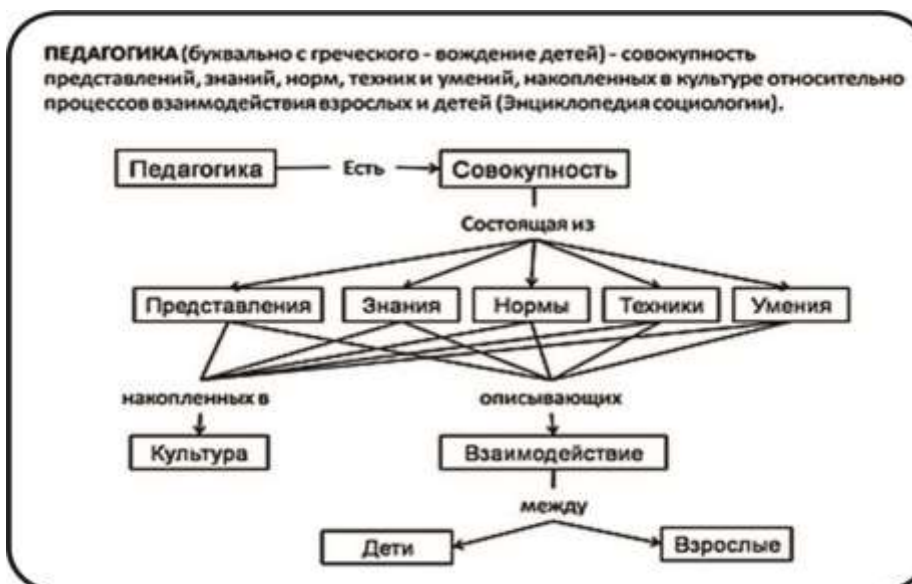 ПЕДАГОГИКА (буквально с греческого - вождение детей) - совокупность
представлений, знаний, норм, техник и умений, накопленных в культуре относительно
процессов взаимодействия взрослых и детей (Энциклопедия социологии).
Педагогика Есть Совокупность
Состоящая из
Представления Знания Нормы Техники Умения
накопленных в описывающих
Культура Взаимодействие
между
Дети Взрослые